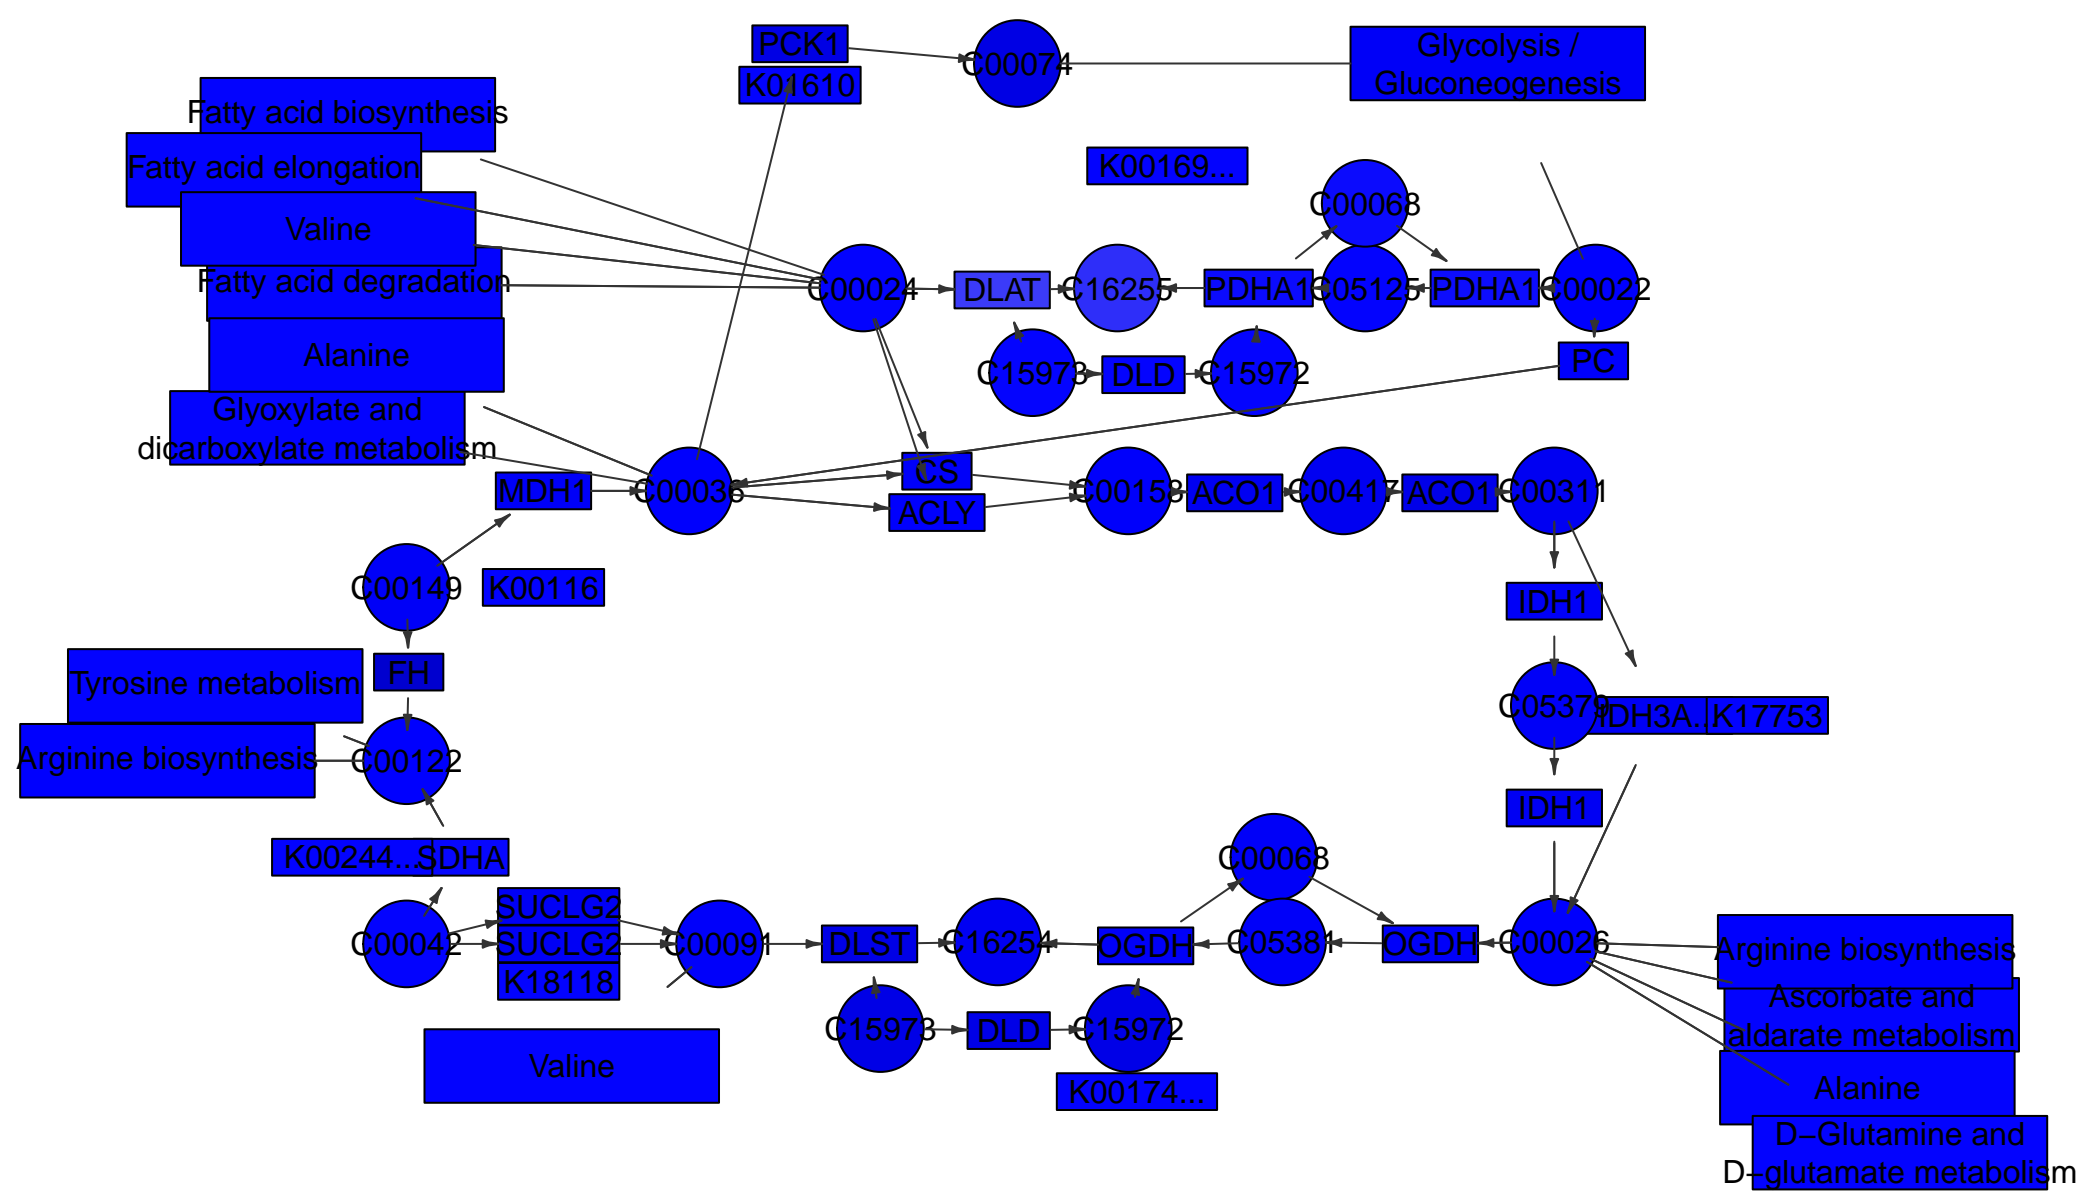 PCK1
K01610
C00074
Glycolysis /
Gluconeogenesis
Fatty acid biosynthesis
Fatty acid elongation
Valine
Fatty acid degradation
Alanine
Glyoxylate and
dicarboxylate metabolism
K00169...
C00068
C00024
DLAT
C16255
PDHA1
C05125
PDHA1
C00022
C15973
DLD
C15972
PC
MDH1
C00036
CS
ACLY
C00158
ACO1
C00417
ACO1
C00311
C00149
K00116
IDH1
FH
Tyrosine metabolism
C05379
IDH3A...
K17753
Arginine biosynthesis
C00122
IDH1
K00244...
SDHA
C00068
C00042
SUCLG2
SUCLG2
K18118
C00091
DLST
C16254
OGDH
C05381
OGDH
C00026
Arginine biosynthesis
Ascorbate and
aldarate metabolism
C15973
DLD
C15972
Valine
K00174...
Alanine
D−Glutamine and
D−glutamate metabolism